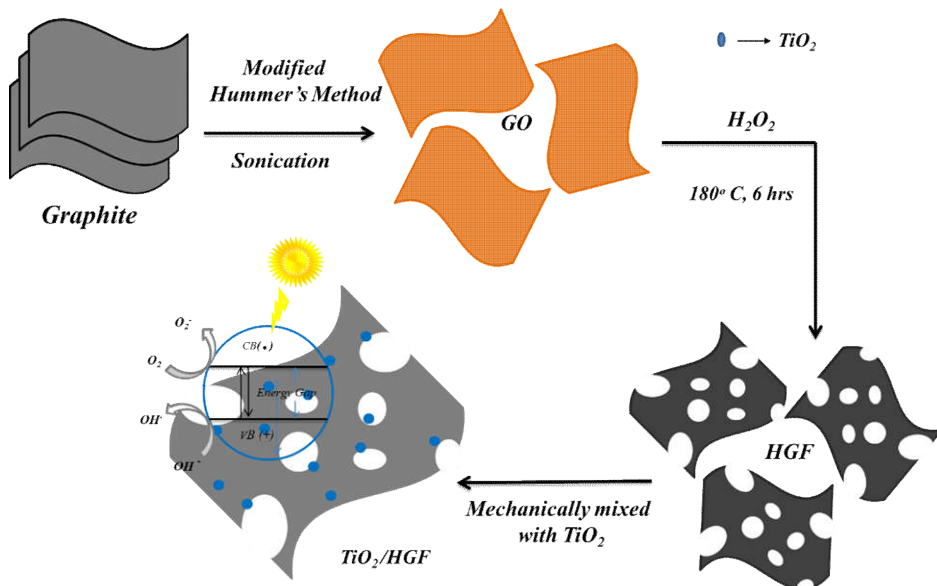 Modified
Hummer's Method
Sonication
Graphite
GO
→ TiO₂
H₂O₂
180° C, 6 hrs
HGF
Mechanically mixed
with TiO₂
TiO₂/HGF
O₂⁻
O₂
OH·
OH⁻
CB(-)
Energy Gap
VB (+)